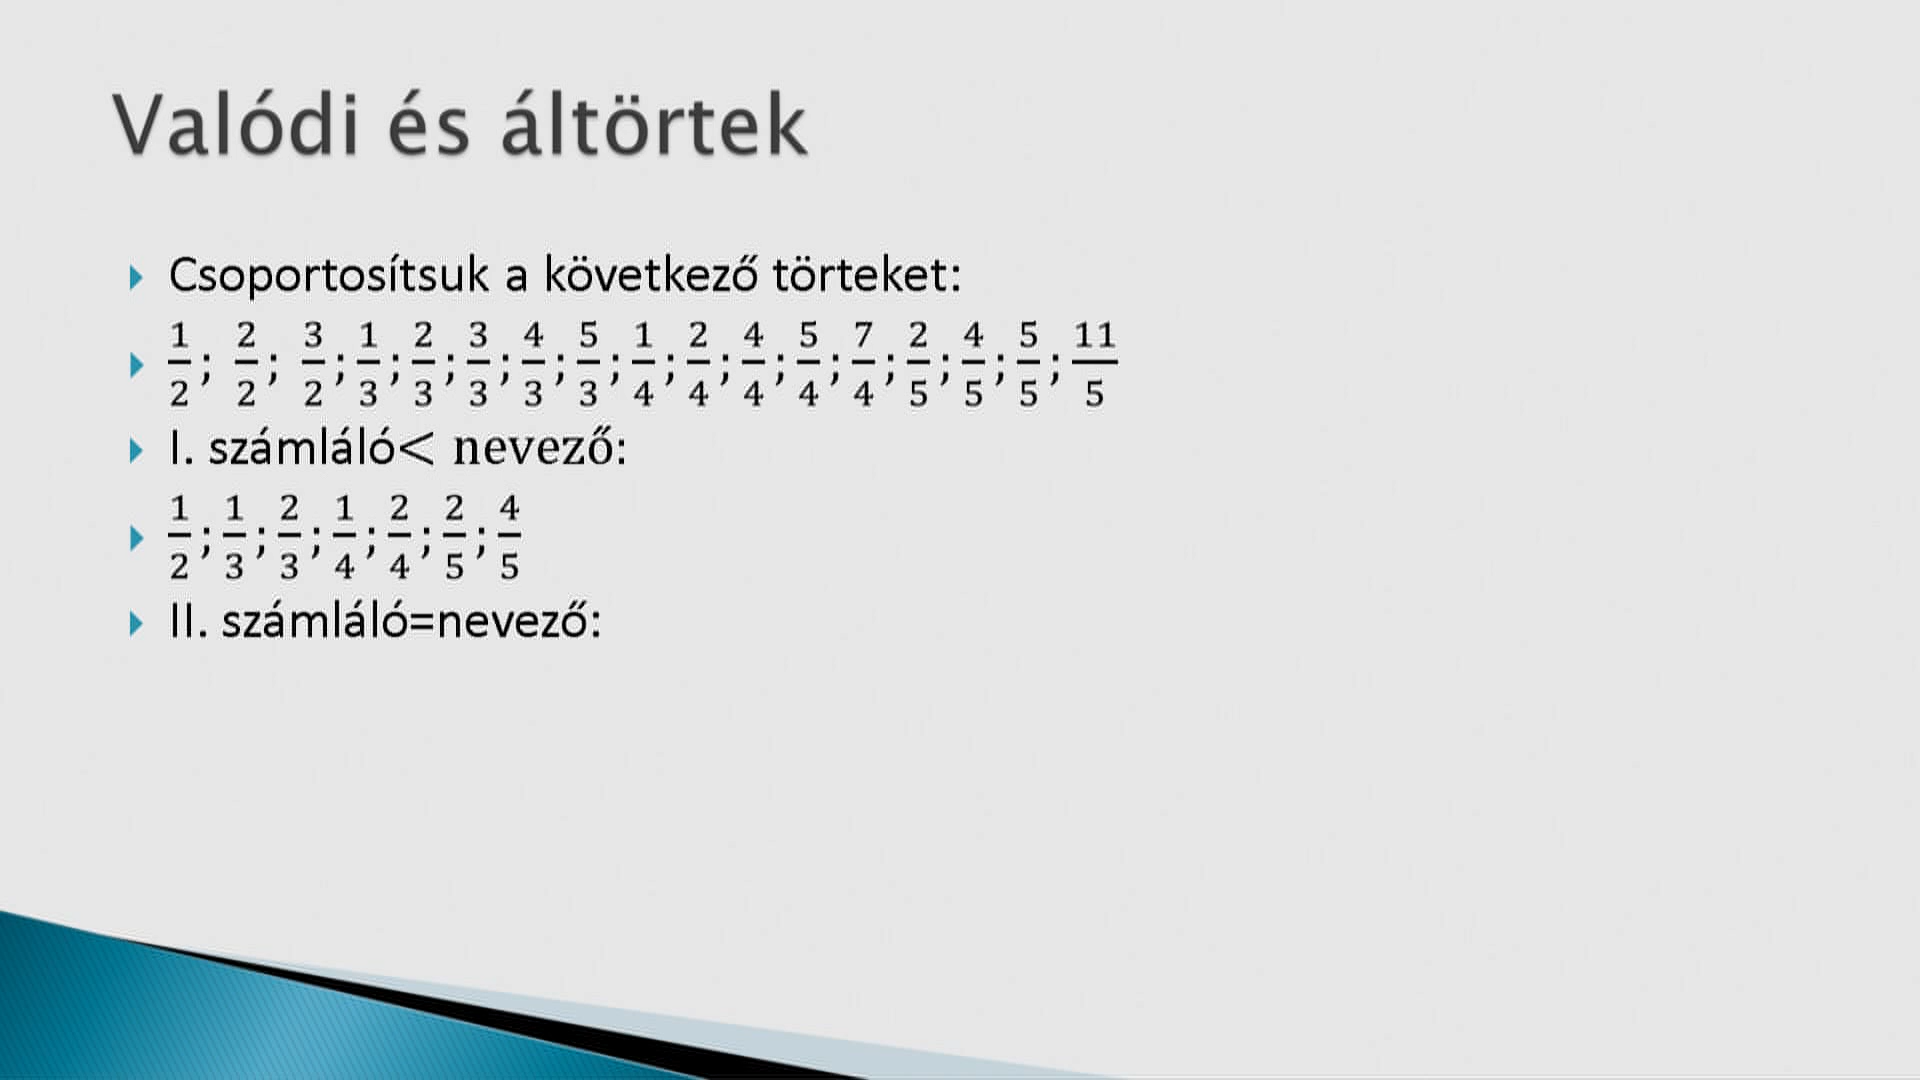 Valódi és áltörtek
Csoportosítsuk a következő törteket:
1/2; 2/2; 3/2; 1/3; 2/3; 3/3; 4/3; 5/3; 1/4; 2/4; 4/4; 5/4; 7/4; 2/5; 4/5; 5/5; 11/5
I. számláló< nevező:
1/2; 1/3; 2/3; 1/4; 2/4; 2/5; 4/5
II. számláló=nevező: